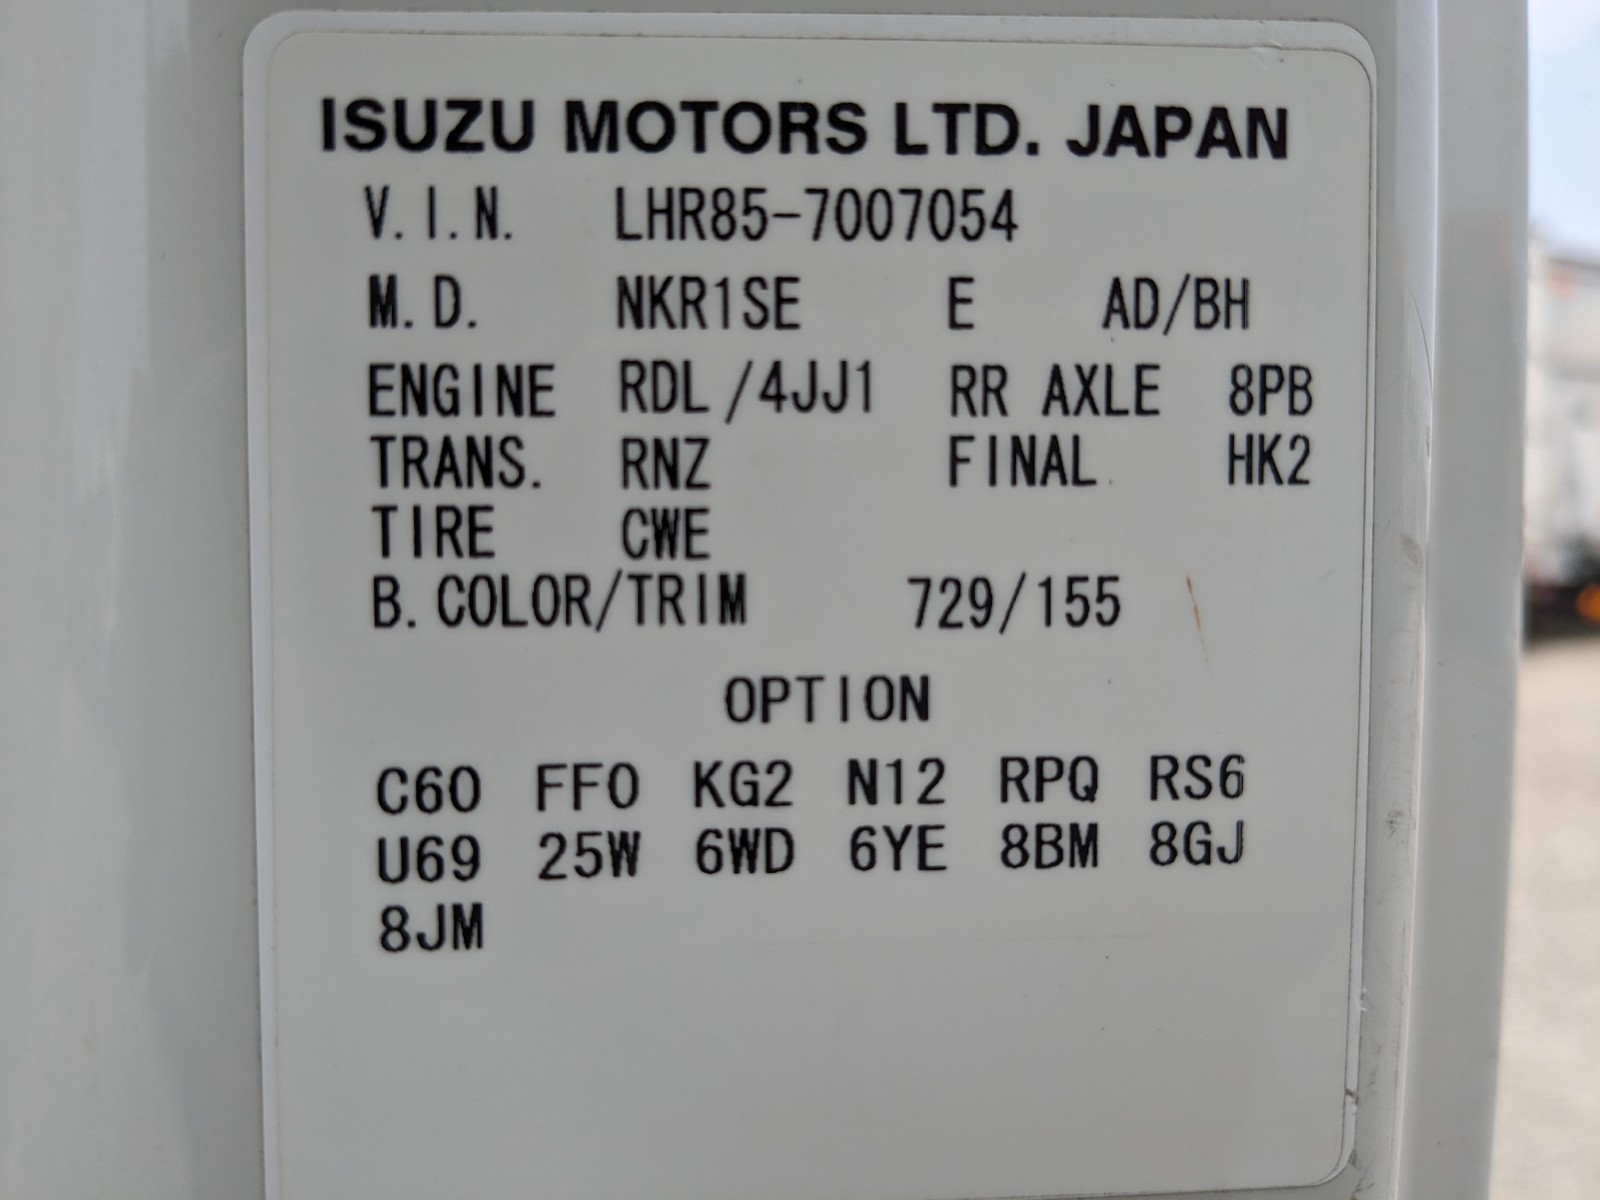 ISUZU MOTORS LTD. JAPAN
V.I.N. LHR85-7007054
M.D. NKR1SE E AD/BH
ENGINE RDL/4JJ1 RR AXLE 8PB
TRANS. RNZ FINAL HK2
TIRE CWE
B.COLOR/TRIM 729/155
OPTION
C60 FF0 KG2 N12 RPQ RS6
U69 25W 6WD 6YE 8BM 8GJ
8JM